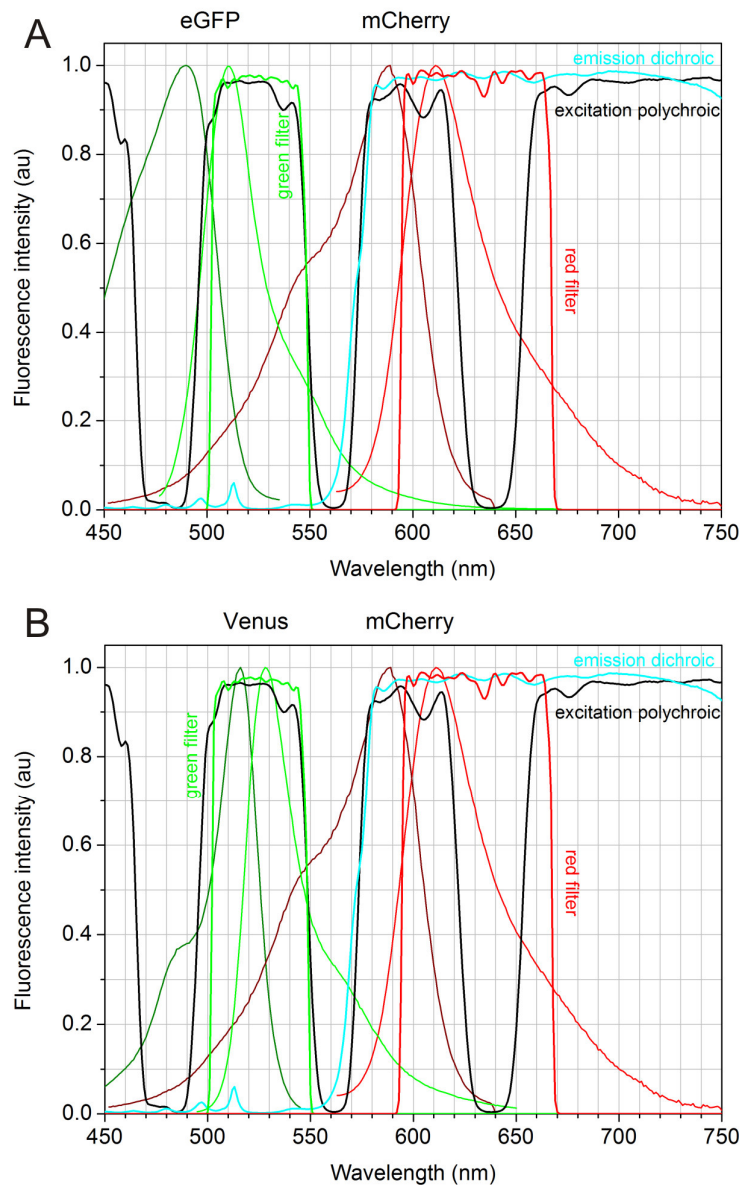 A
eGFP mCherry
emission dichroic
excitation polychroic
green filter
red filter
Fluorescence intensity (au)
1.0
0.8
0.6
0.4
0.2
0.0
450 500 550 600 650 700 750
Wavelength (nm)
B
Venus mCherry
emission dichroic
excitation polychroic
green filter
red filter
Fluorescence intensity (au)
1.0
0.8
0.6
0.4
0.2
0.0
450 500 550 600 650 700 750
Wavelength (nm)